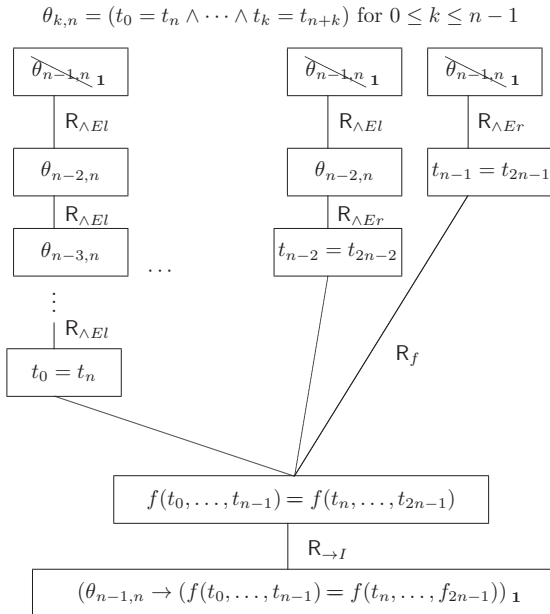 θ_{k,n} = (t_0 = t_n ∧ ⋯ ∧ t_k = t_{n+k}) for 0 ≤ k ≤ n − 1
θ_{n−1,n} 1 θ_{n−1,n} 1 θ_{n−1,n} 1
R_{∧El} R_{∧El} R_{∧Er}
θ_{n−2,n} θ_{n−2,n} t_{n−1} = t_{2n−1}
R_{∧El} R_{∧Er}
θ_{n−3,n} … t_{n−2} = t_{2n−2}
⋮
R_{∧El}
R_f
t_0 = t_n
f(t_0, …, t_{n−1}) = f(t_n, …, t_{2n−1})
R_{→I}
(θ_{n−1,n} → (f(t_0, …, t_{n−1}) = f(t_n, …, f_{2n−1})) 1